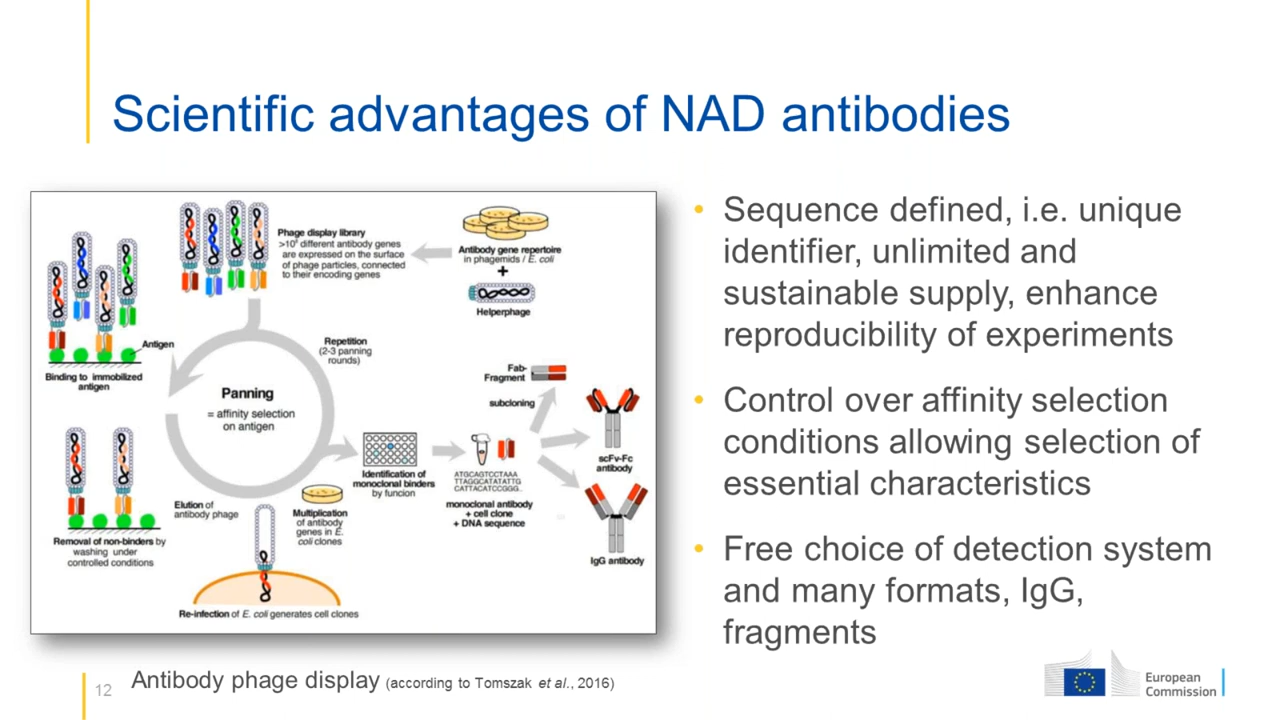 Scientific advantages of NAD antibodies
Phage display library
>10⁹ different antibody genes
are expressed on the surface
of phage particles, connected
to their encoding genes
Antibody gene repertoire
in phagemids / E. coli
+
Helperphage
Antigen
Binding to immobilized
antigen
Repetition
(2-3 panning
rounds)
Panning
= affinity selection
on antigen
Fab-
Fragment
subcloning
scFv-Fc
antibody
Identification of
monoclonal binders
by funcion
ATGCAGTCCTAAA
TTAGGCATATATTG
CATTACATCCGGG..
monoclonal antibody
+ cell clone
+ DNA sequence
IgG antibody
Elution of
antibody phage
Multiplication
of antibody
genes in E.
coli clones
Removal of non-binders by
washing under
controlled conditions
Re-infection of E. coli generates cell clones
• Sequence defined, i.e. unique
identifier, unlimited and
sustainable supply, enhance
reproducibility of experiments
• Control over affinity selection
conditions allowing selection of
essential characteristics
• Free choice of detection system
and many formats, IgG,
fragments
12
Antibody phage display (according to Tomszak et al., 2016)
European
Commission